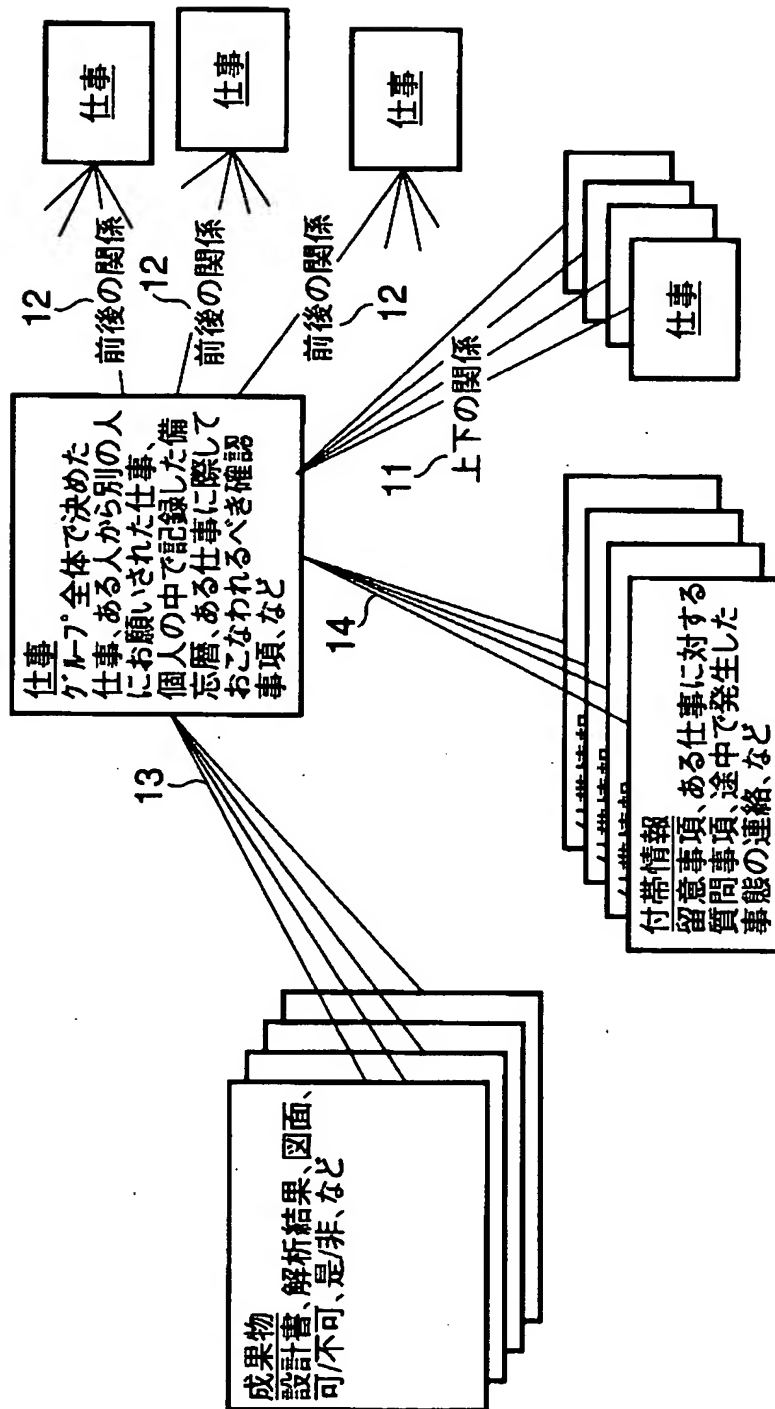 仕事
グループ全体で決めた
仕事、ある人から別の人
にお願いされた仕事、
個人の中で記録した備
忘暦、ある仕事に際して
おこなわれるべき確認
事項、など
12
前後の関係
仕事
12
前後の関係
仕事
前後の関係
12
仕事
11
上下の関係
仕事
13
14
成果物
設計書、解析結果、図面、
可/不可、是/非、など
付帯情報
留意事項、ある仕事に対する
質問事項、途中で発生した
事態の連絡、など